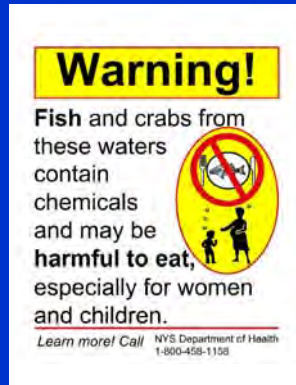 Warning!
Fish and crabs from
these waters
contain
chemicals
and may be
harmful to eat,
especially for women
and children.
Learn more! Call NYS Department of Health
1-800-458-1158